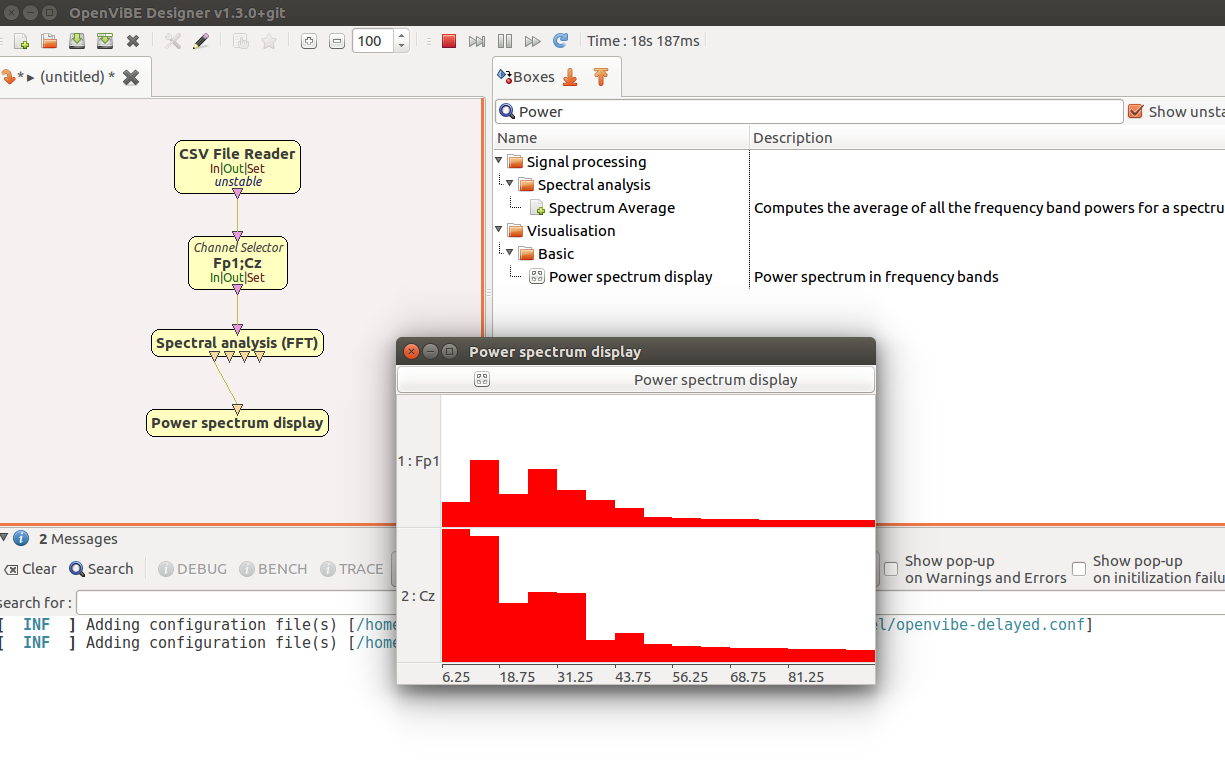 OpenViBE Designer v1.3.0+git
100
Time : 18s 187ms
* ▸ (untitled) *
Boxes
Power
Show unsta
Name Description
Signal processing
Spectral analysis
Spectrum Average Computes the average of all the frequency band powers for a spectru
Visualisation
Basic
Power spectrum display Power spectrum in frequency bands
CSV File Reader
In|Out|Set
unstable
Channel Selector
Fp1;Cz
In|Out|Set
Spectral analysis (FFT)
Power spectrum display
Power spectrum display
Power spectrum display
1 : Fp1
2 : Cz
6.25 18.75 31.25 43.75 56.25 68.75 81.25
2 Messages
Clear Search DEBUG BENCH TRACE
Show pop-up
on Warnings and Errors
Show pop-up
on initilization failu
search for :
[ INF ] Adding configuration file(s) [/home l/openvibe-delayed.conf]
[ INF ] Adding configuration file(s) [/home